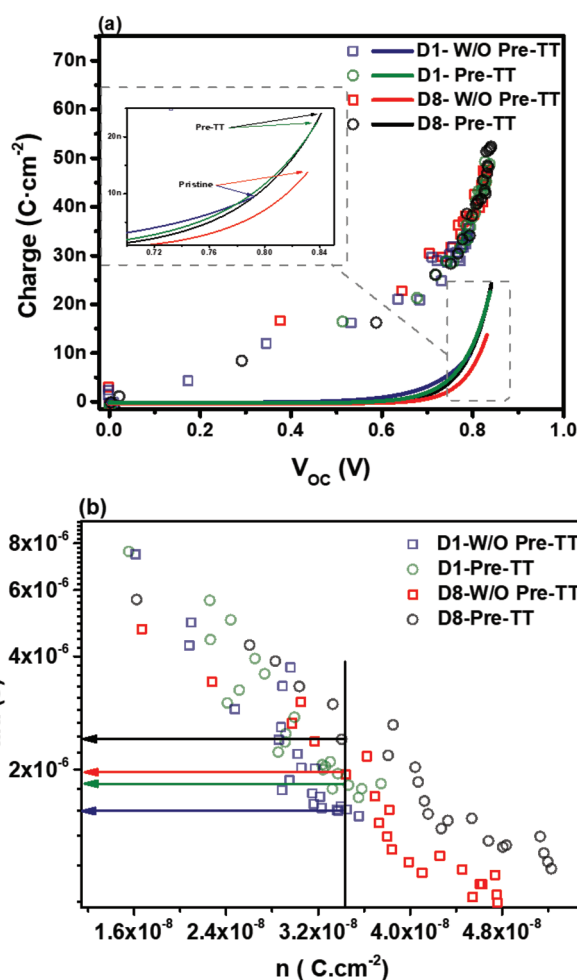 (a)
70n
60n
50n
40n
30n
20n
10n
0
Charge (C·cm⁻²)
D1- W/O Pre-TT
D1- Pre-TT
D8- W/O Pre-TT
D8- Pre-TT
20n
10n
Pre-TT
Pristine
0.72 0.76 0.80 0.84
0.0 0.2 0.4 0.6 0.8 1.0
V_OC (V)
(b)
8x10⁻⁶
6x10⁻⁶
4x10⁻⁶
2x10⁻⁶
D1-W/O Pre-TT
D1-Pre-TT
D8-W/O Pre-TT
D8-Pre-TT
1.6x10⁻⁸ 2.4x10⁻⁸ 3.2x10⁻⁸ 4.0x10⁻⁸ 4.8x10⁻⁸
n ( C.cm⁻²)